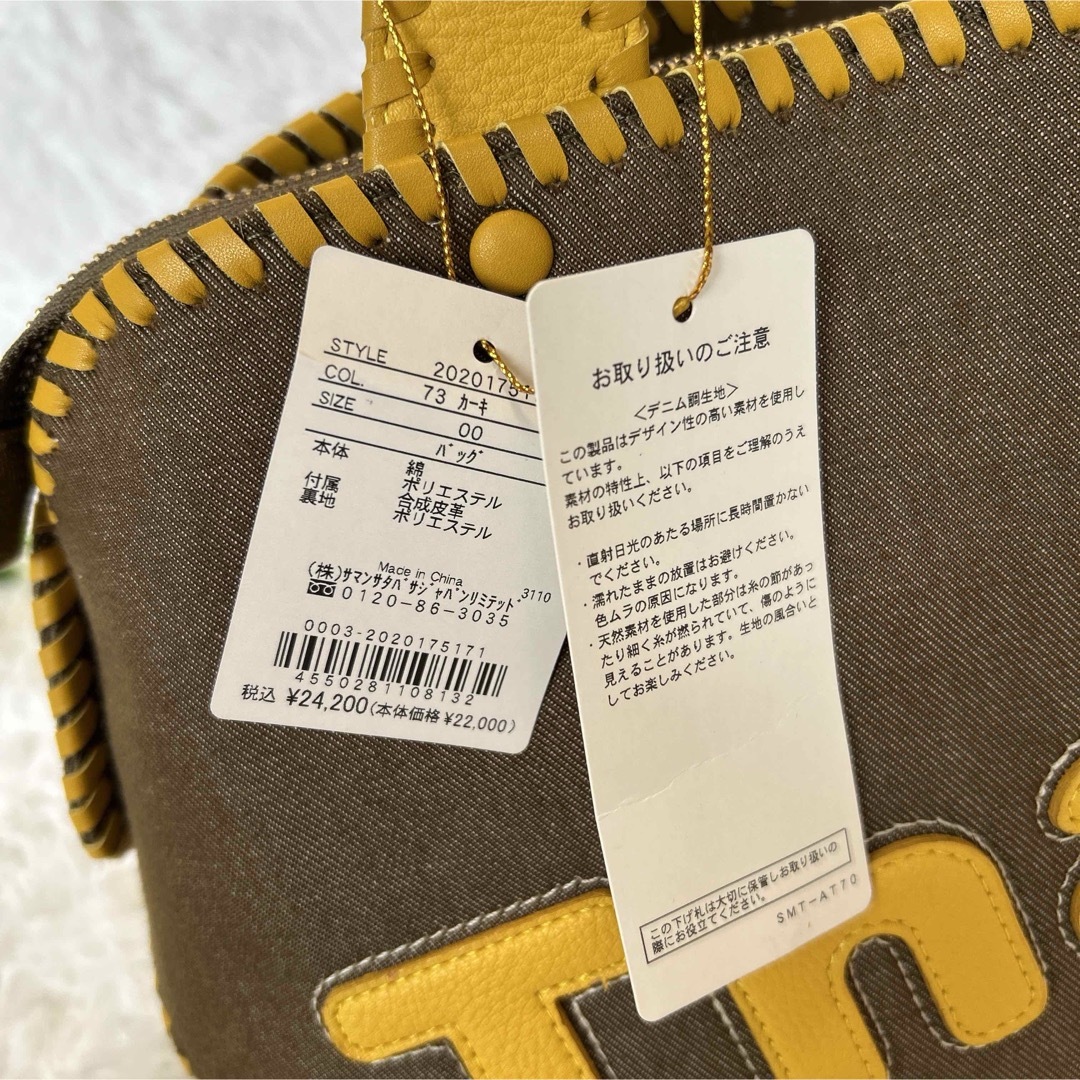 STYLE 2020175171
COL. 73 カーキ
SIZE 00
バッグ
本体 綿
ポリエステル
付属 合成皮革
裏地 ポリエステル
Made in China
(株)サマンサタバサジャパンリミテッド 3110
0120-86-3035
0003-2020175171
4550281108132
税込 ¥24,200(本体価格¥22,000)
お取り扱いのご注意
＜デニム調生地＞
この製品はデザイン性の高い素材を使用し
ています。
素材の特性上、以下の項目をご理解のうえ
お取り扱いください。
・直射日光のあたる場所に長時間置かない
でください。
・濡れたままの放置はお避けください。
色ムラの原因になります。
・天然素材を使用した部分は糸の節があっ
たり細く糸が撚られていて、傷のように
見えることがあります。生地の風合いと
してお楽しみください。
この下げ札は大切に保管しお取り扱いの
際にお役立てください。
SMT-AT70
Th